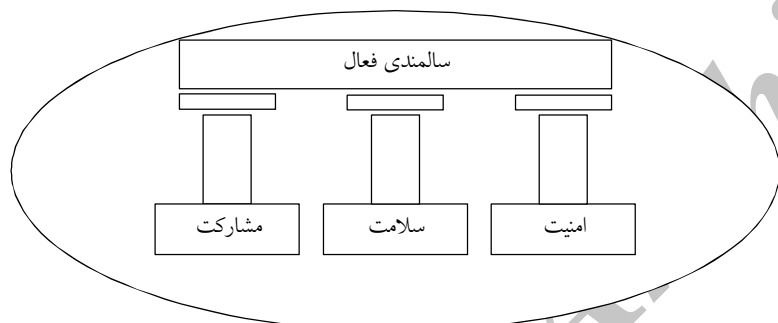 سالمندی فعال
امنیت
سلامت
مشارکت